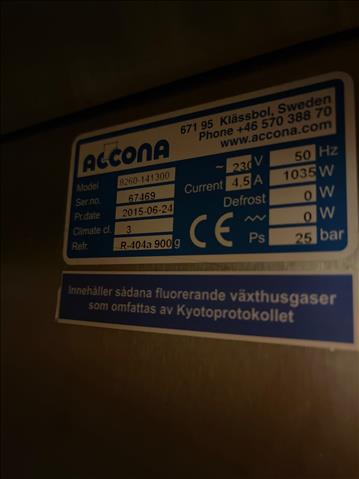 ACCONA
671 95 Klässbol, Sweden
Phone +46 570 388 70
www.accona.com
Model 9260-141300
Ser.no. 67469
Pr.date 2015-06-24
Climate cl. 3
Refr. R-404a 900 g
~ 230 V 50 Hz
Current 4,5 A 1035 W
Defrost 0 W
0 W
CE Ps 25 bar
Innehåller sådana fluorerande växthusgaser
som omfattas av Kyotoprotokollet